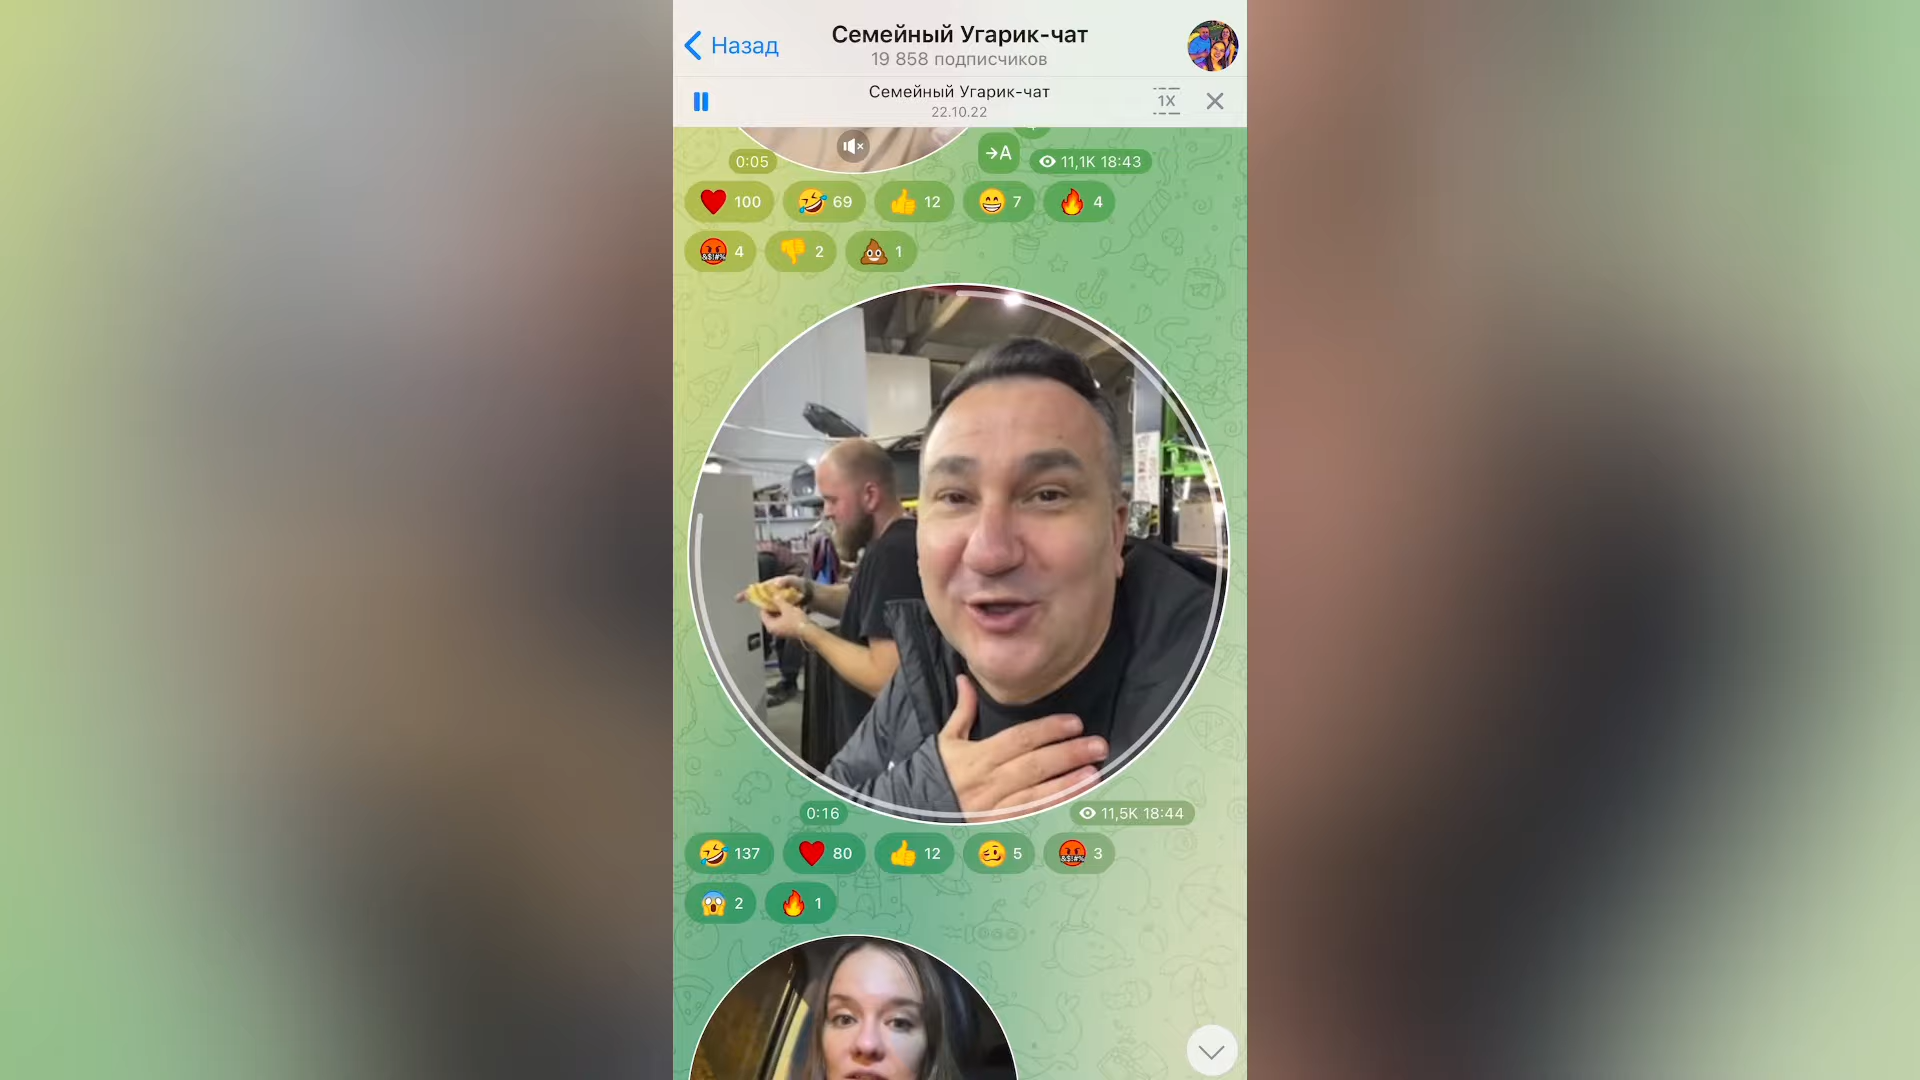 Назад
Семейный Угарик-чат
19 858 подписчиков
Семейный Угарик-чат
22.10.22
1X
0:05
→A
11,1K 18:43
100
69
12
7
4
4
2
1
0:16
11,5K 18:44
137
80
12
5
3
2
1